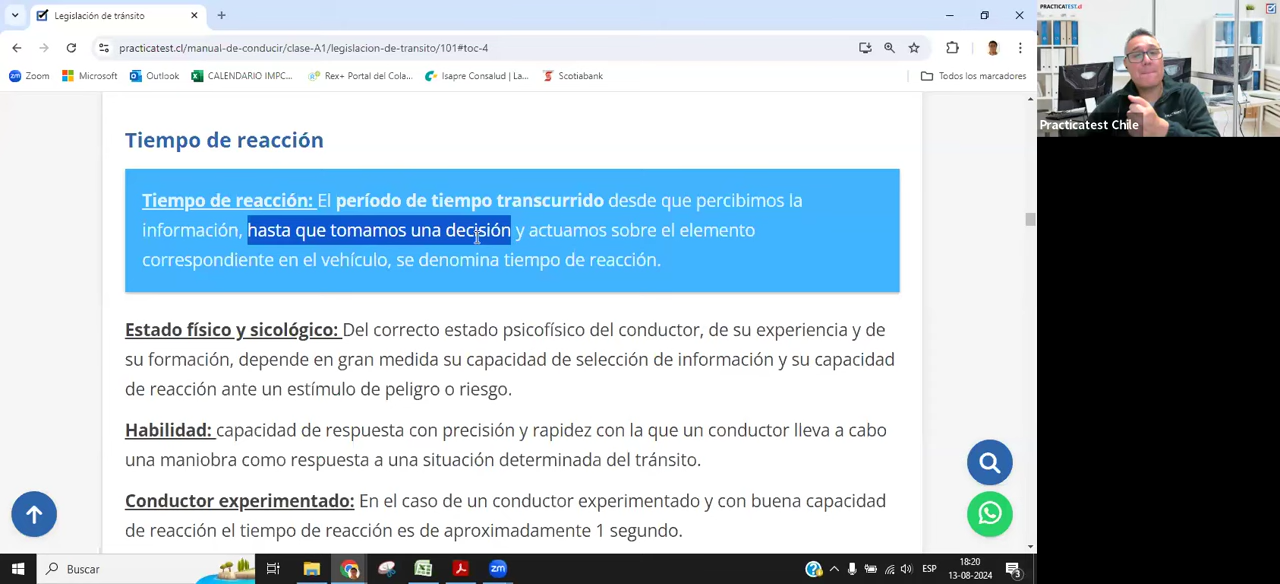 Legislación de tránsito
practicatest.cl/manual-de-conducir/clase-A1/legislacion-de-transito/101#toc-4
Zoom Microsoft Outlook CALENDARIO IMPC... Rex+ Portal del Cola... Isapre Consalud | La... Scotiabank Todos los marcadores
PRACTICATEST.cl
Practicatest Chile
Tiempo de reacción
Tiempo de reacción: El período de tiempo transcurrido desde que percibimos la
información, hasta que tomamos una decisión y actuamos sobre el elemento
correspondiente en el vehículo, se denomina tiempo de reacción.
Estado físico y sicológico: Del correcto estado psicofísico del conductor, de su experiencia y de
su formación, depende en gran medida su capacidad de selección de información y su capacidad
de reacción ante un estímulo de peligro o riesgo.
Habilidad: capacidad de respuesta con precisión y rapidez con la que un conductor lleva a cabo
una maniobra como respuesta a una situación determinada del tránsito.
Conductor experimentado: En el caso de un conductor experimentado y con buena capacidad
de reacción el tiempo de reacción es de aproximadamente 1 segundo.
Buscar
zm
ESP
18:20
13-08-2024
3